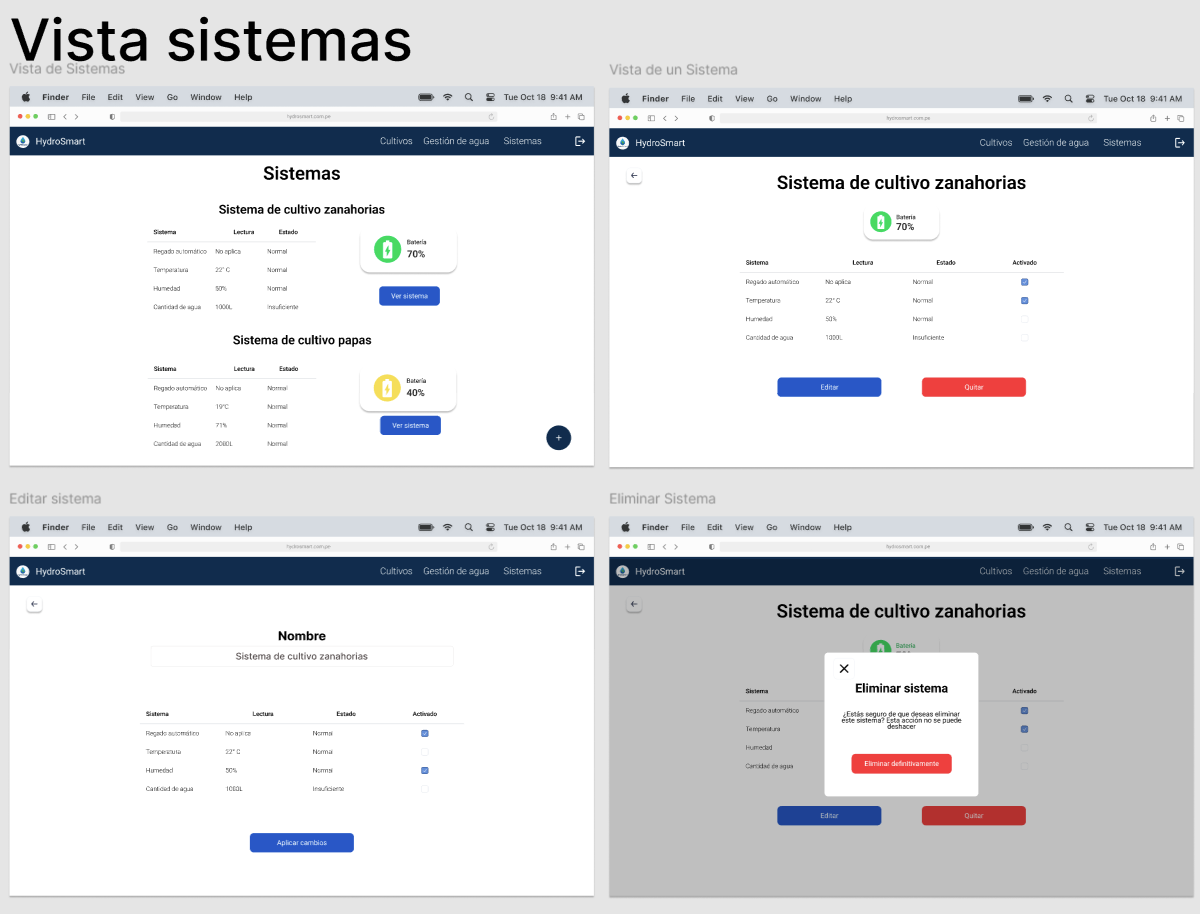 Vista sistemas
Vista de Sistemas
Finder File Edit View Go Window Help Tue Oct 18 9:41 AM
hydrosmart.com.pe
HydroSmart Cultivos Gestión de agua Sistemas
Sistemas
Sistema de cultivo zanahorias
Sistema Lectura Estado
Regado automático No aplica Normal
Temperatura 22° C Normal
Humedad 50% Normal
Cantidad de agua 1000L Insuficiente
Batería
70%
Ver sistema
Sistema de cultivo papas
Sistema Lectura Estado
Regado automático No aplica Normal
Temperatura 19°C Normal
Humedad 71% Normal
Cantidad de agua 2000L Normal
Batería
40%
Ver sistema
+
Vista de un Sistema
Finder File Edit View Go Window Help Tue Oct 18 9:41 AM
hydrosmart.com.pe
HydroSmart Cultivos Gestión de agua Sistemas
Sistema de cultivo zanahorias
Batería
70%
Sistema Lectura Estado Activado
Regado automático No aplica Normal
Temperatura 22° C Normal
Humedad 50% Normal
Cantidad de agua 1000L Insuficiente
Editar Quitar
Editar sistema
Finder File Edit View Go Window Help Tue Oct 18 9:41 AM
hydrosmart.com.pe
HydroSmart Cultivos Gestión de agua Sistemas
Nombre
Sistema de cultivo zanahorias
Sistema Lectura Estado Activado
Regado automático No aplica Normal
Temperatura 22° C Normal
Humedad 50% Normal
Cantidad de agua 1000L Insuficiente
Aplicar cambios
Eliminar Sistema
Finder File Edit View Go Window Help Tue Oct 18 9:41 AM
hydrosmart.com.pe
HydroSmart Cultivos Gestión de agua Sistemas
Sistema de cultivo zanahorias
Batería
Sistema Activado
Regado automático
Temperatura
Humedad
Cantidad de agua
Eliminar sistema
¿Estás seguro de que deseas eliminar
este sistema? Esta acción no se puede
deshacer
Eliminar definitivamente
Editar Quitar